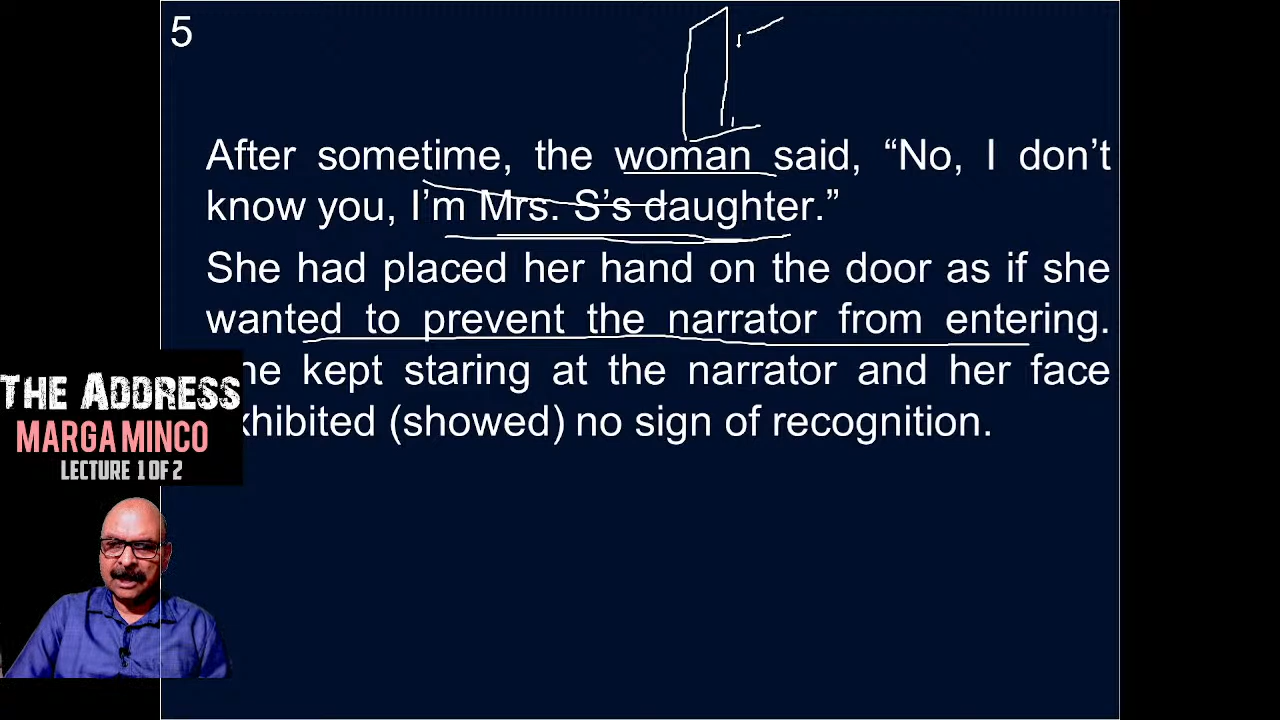 5
After sometime, the woman said, “No, I don’t
know you, I’m Mrs. S’s daughter.”
She had placed her hand on the door as if she
wanted to prevent the narrator from entering.
he kept staring at the narrator and her face
xhibited (showed) no sign of recognition.
THE ADDRESS
MARGA MINCO
LECTURE 1 OF 2